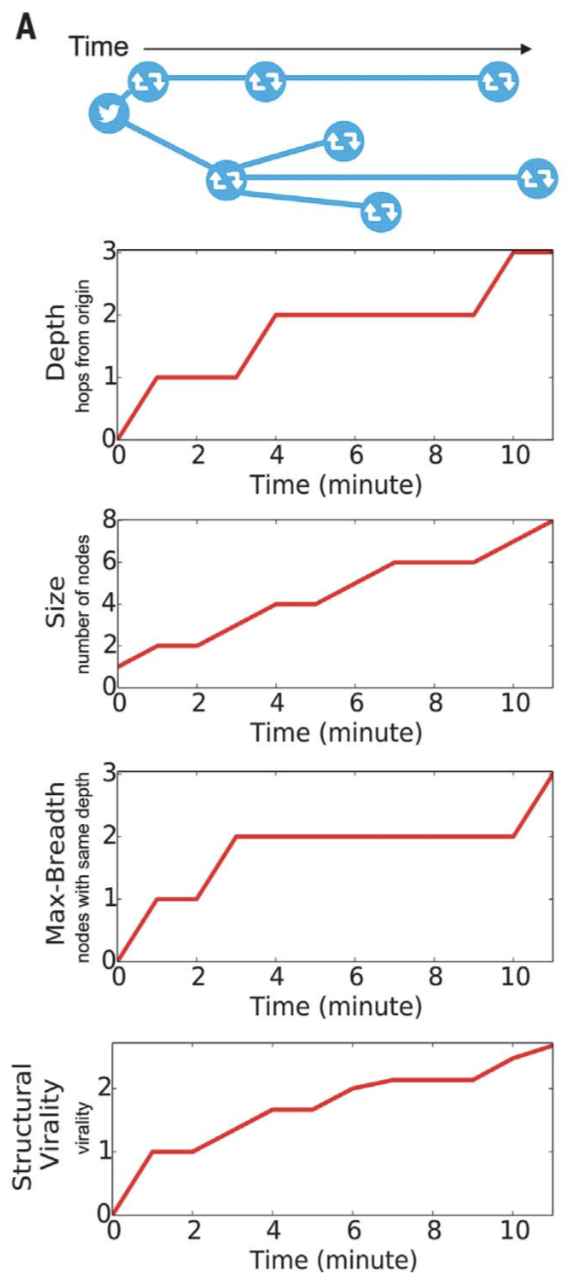 A
Time
3
2
1
0
Depth
hops from origin
0 2 4 6 8 10
Time (minute)
8
6
4
2
0
Size
number of nodes
0 2 4 6 8 10
Time (minute)
3
2
1
0
Max-Breadth
nodes with same depth
0 2 4 6 8 10
Time (minute)
2
1
0
Structural
Virality
virality
0 2 4 6 8 10
Time (minute)